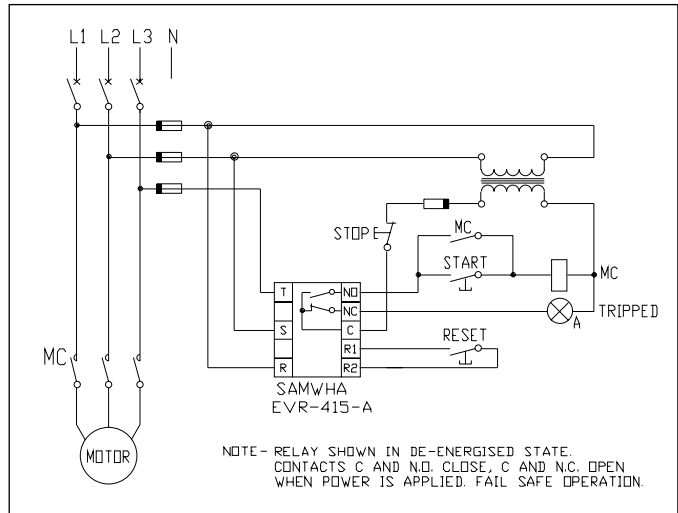 L1 L2 L3 N
STOP E
MC
START
MC
TRIPPED
A
T NO
NC
S C
R1
R R2
RESET
MC
SAMWHA
EVR-415-A
MOTOR
NOTE- RELAY SHOWN IN DE-ENERGISED STATE.
CONTACTS C AND N.O. CLOSE, C AND N.C. OPEN
WHEN POWER IS APPLIED. FAIL SAFE OPERATION.